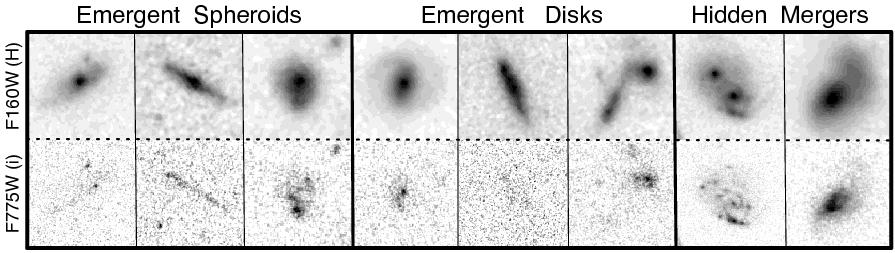 Emergent Spheroids
Emergent Disks
Hidden Mergers
F160W (H)
F775W (i)